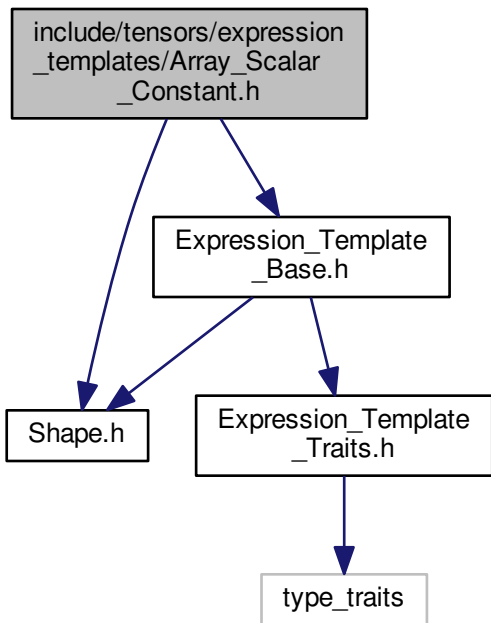 include/tensors/expression
_templates/Array_Scalar
_Constant.h
Expression_Template
_Base.h
Shape.h
Expression_Template
_Traits.h
type_traits